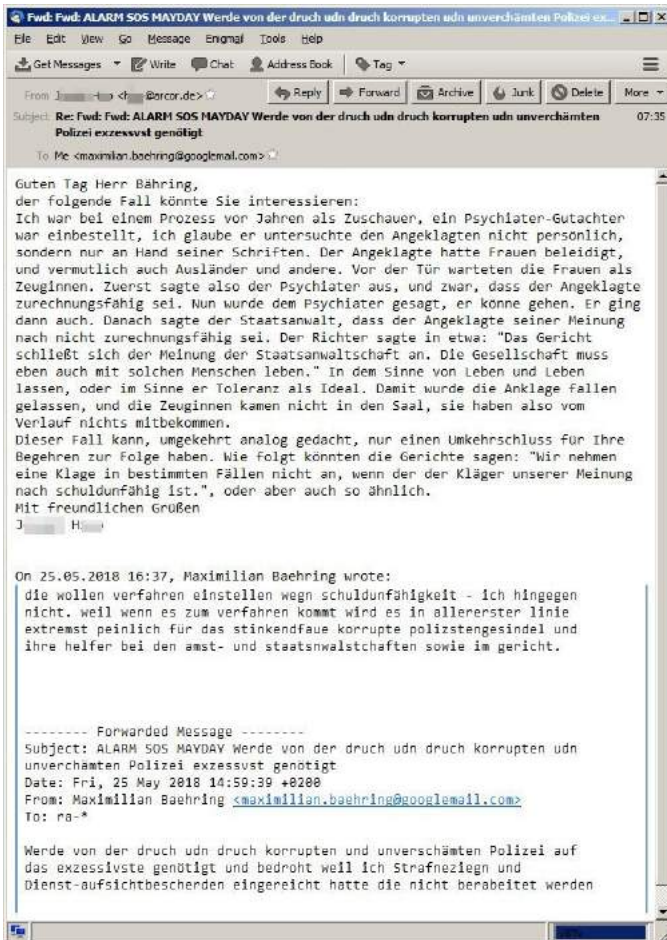 Fwd: Fwd: ALARM SOS MAYDAY Werde von der druch udn druch korrupten udn unverchämten Polizei ex...
File Edit View Go Message Enigmail Tools Help
Get Messages Write Chat Address Book Tag
From J @arcor.de> Reply Forward Archive Junk Delete More
Subject Re: Fwd: Fwd: ALARM SOS MAYDAY Werde von der druch udn druch korrupten udn unverchämten 07:35
Polizei exzessvst genötigt
To Me <maximilian.baehring@googlemail.com>
Guten Tag Herr Bähring,
der folgende Fall könnte Sie interessieren:
Ich war bei einem Prozess vor Jahren als Zuschauer, ein Psychiater-Gutachter
war einbestellt, ich glaube er untersuchte den Angeklagten nicht persönlich,
sondern nur an Hand seiner Schriften. Der Angeklagte hatte Frauen beleidigt,
und vermutlich auch Ausländer und andere. Vor der Tür warteten die Frauen als
Zeuginnen. Zuerst sagte also der Psychiater aus, und zwar, dass der Angeklagte
zurechnungsfähig sei. Nun wurde dem Psychiater gesagt, er könne gehen. Er ging
dann auch. Danach sagte der Staatsanwalt, dass der Angeklagte seiner Meinung
nach nicht zurechnungsfähig sei. Der Richter sagte in etwa: "Das Gericht
schließt sich der Meinung der Staatsanwaltschaft an. Die Gesellschaft muss
eben auch mit solchen Menschen leben." In dem Sinne von Leben und Leben
lassen, oder im Sinne er Toleranz als Ideal. Damit wurde die Anklage fallen
gelassen, und die Zeuginnen kamen nicht in den Saal, sie haben also vom
Verlauf nichts mitbekommen.
Dieser Fall kann, umgekehrt analog gedacht, nur einen Umkehrschluss für Ihre
Begehren zur Folge haben. Wie folgt könnten die Gerichte sagen: "Wir nehmen
eine Klage in bestimmten Fällen nicht an, wenn der der Kläger unserer Meinung
nach schuldunfähig ist.", oder aber auch so ähnlich.
Mit freundlichen Grüßen
J H
On 25.05.2018 16:37, Maximilian Baehring wrote:
die wollen verfahren einstellen wegn schuldunfähigkeit - ich hingegen
nicht. weil wenn es zum verfahren kommt wird es in allererster linie
extremst peinlich für das stinkendfaue korrupte polizstengesindel und
ihre helfer bei den amst- und staatsnwalstchaften sowie im gericht.
-------- Forwarded Message --------
Subject: ALARM SOS MAYDAY Werde von der druch udn druch korrupten udn
unverchämten Polizei exzessvst genötigt
Date: Fri, 25 May 2018 14:59:39 +0200
From: Maximilian Baehring <maximilian.baehring@googlemail.com>
To: ra-*
Werde von der druch udn druch korrupten und unverschämten Polizei auf
das exzessivste genötigt und bedroht weil ich Strafneziegn und
Dienst-aufsichtbescherden eingereicht hatte die nicht berabeitet werden